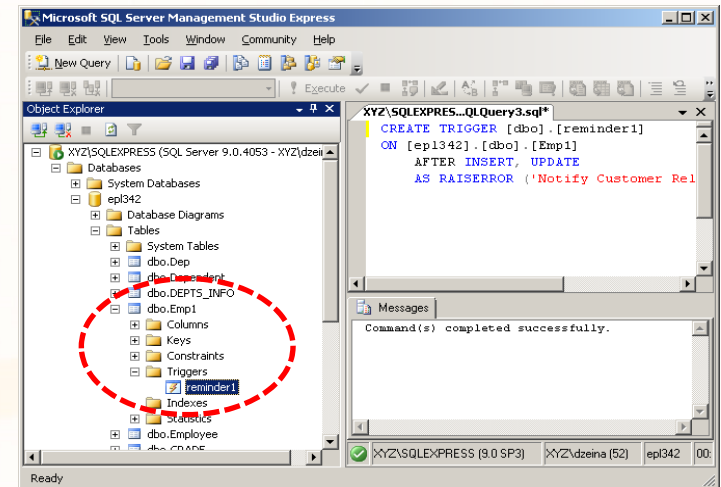 Microsoft SQL Server Management Studio Express
File Edit View Tools Window Community Help
New Query
Execute
Object Explorer
XYZ\SQLEXPRESS (SQL Server 9.0.4053 - XYZ\dzein
Databases
System Databases
epl342
Database Diagrams
Tables
System Tables
dbo.Dep
dbo.Dependent
dbo.DEPTS_INFO
dbo.Emp1
Columns
Keys
Constraints
Triggers
reminder1
Indexes
Statistics
dbo.Employee
dbo.GRADE
XYZ\SQLEXPRES...QLQuery3.sql*
CREATE TRIGGER [dbo].[reminder1]
ON [epl342].[dbo].[Emp1]
AFTER INSERT, UPDATE
AS RAISERROR ('Notify Customer Rel
Messages
Command(s) completed successfully.
XYZ\SQLEXPRESS (9.0 SP3) XYZ\dzeina (52) epl342 00:
Ready